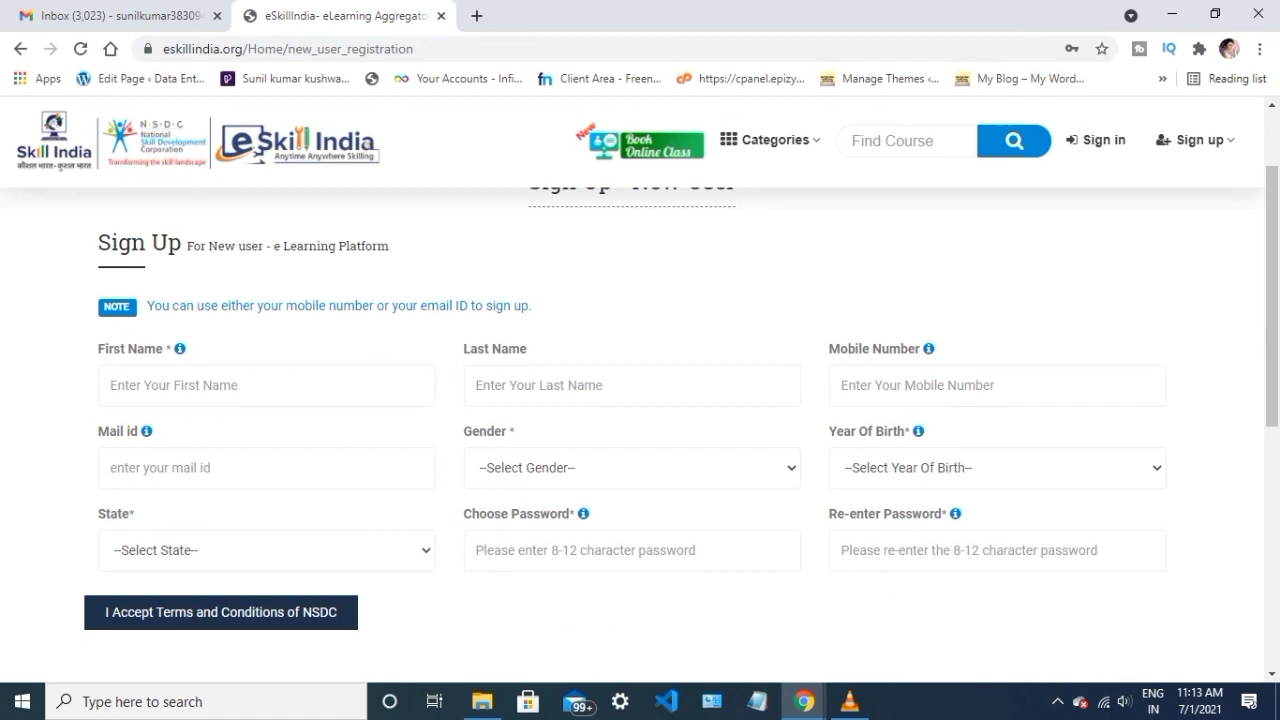 Inbox (3,023) - sunilkumar38309
eSkillIndia- eLearning Aggregato
eskillindia.org/Home/new_user_registration
Apps
Edit Page ‹ Data Ent...
Sunil kumar kushwa...
Your Accounts - Infi...
Client Area - Freen...
https://cpanel.epizy...
Manage Themes ‹...
My Blog – My Word...
»
Reading list
IQ
Skill India
कौशल भारत-कुशल भारत
N·S·D·C
National
Skill Development
Corporation
Transforming the skill landscape
eSkill India
Anytime Anywhere Skilling
New
Book
Online Class
Categories
Find Course
Sign in
Sign up
Sign Up - New User
Sign Up For New user - e Learning Platform
NOTE You can use either your mobile number or your email ID to sign up.
First Name *
Last Name
Mobile Number
Enter Your First Name
Enter Your Last Name
Enter Your Mobile Number
Mail id
Gender *
Year Of Birth*
enter your mail id
--Select Gender--
--Select Year Of Birth--
State*
Choose Password*
Re-enter Password*
--Select State--
Please enter 8-12 character password
Please re-enter the 8-12 character password
I Accept Terms and Conditions of NSDC
Type here to search
99+
ENG
IN
11:13 AM
7/1/2021